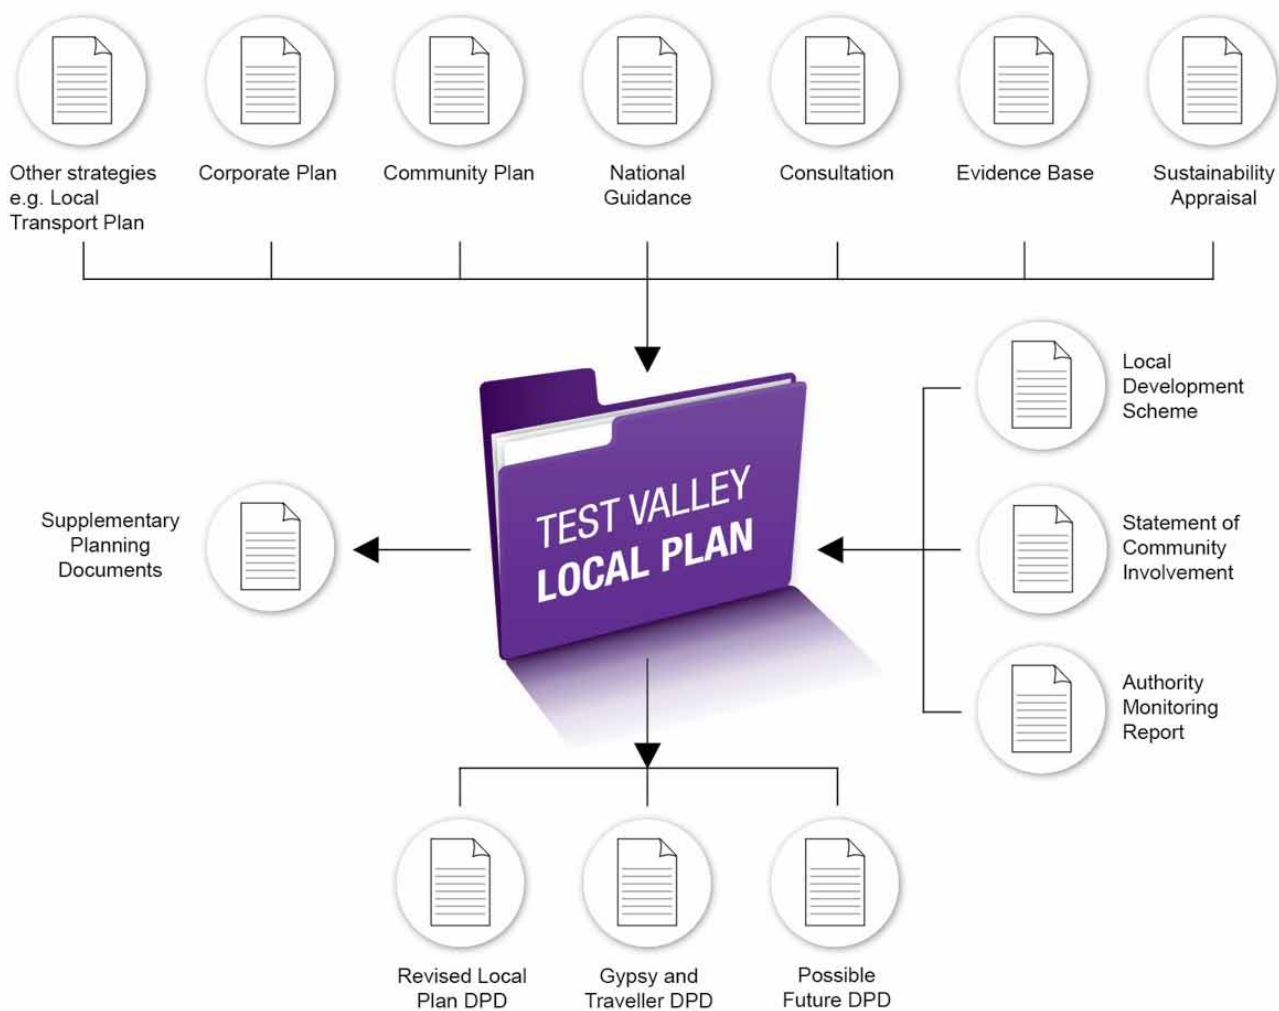 Other strategies
e.g. Local
Transport Plan
Corporate Plan
Community Plan
National
Guidance
Consultation
Evidence Base
Sustainability
Appraisal
Local
Development
Scheme
TEST VALLEY
LOCAL PLAN
Supplementary
Planning
Documents
Statement of
Community
Involvement
Authority
Monitoring
Report
Revised Local
Plan DPD
Gypsy and
Traveller DPD
Possible
Future DPD